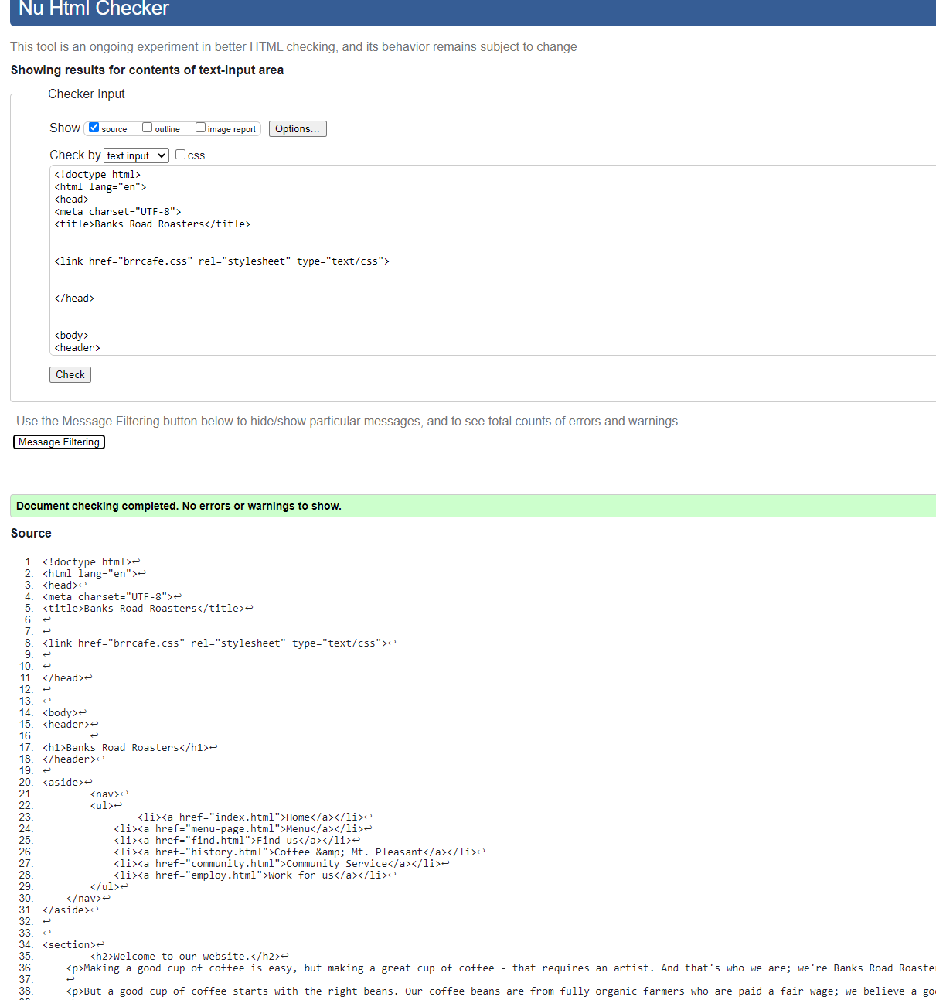 Nu Html Checker
This tool is an ongoing experiment in better HTML checking, and its behavior remains subject to change
Showing results for contents of text-input area
Checker Input
Show source outline image report Options...
Check by text input css
<!doctype html>
<html lang="en">
<head>
<meta charset="UTF-8">
<title>Banks Road Roasters</title>
<link href="brrcafe.css" rel="stylesheet" type="text/css">
</head>
<body>
<header>
Check
Use the Message Filtering button below to hide/show particular messages, and to see total counts of errors and warnings.
Message Filtering
Document checking completed. No errors or warnings to show.
Source
1. <!doctype html>↩
2. <html lang="en">↩
3. <head>↩
4. <meta charset="UTF-8">↩
5. <title>Banks Road Roasters</title>↩
6. ↩
7. ↩
8. <link href="brrcafe.css" rel="stylesheet" type="text/css">↩
9. ↩
10. ↩
11. </head>↩
12. ↩
13. ↩
14. <body>↩
15. <header>↩
16. ↩
17. <h1>Banks Road Roasters</h1>↩
18. </header>↩
19. ↩
20. <aside>↩
21. <nav>↩
22. <ul>↩
23. <li><a href="index.html">Home</a></li>↩
24. <li><a href="menu-page.html">Menu</a></li>↩
25. <li><a href="find.html">Find us</a></li>↩
26. <li><a href="history.html">Coffee &amp; Mt. Pleasant</a></li>↩
27. <li><a href="community.html">Community Service</a></li>↩
28. <li><a href="employ.html">Work for us</a></li>↩
29. </ul>↩
30. </nav>↩
31. </aside>↩
32. ↩
33. ↩
34. <section>↩
35. <h2>Welcome to our website.</h2>↩
36. <p>Making a good cup of coffee is easy, but making a great cup of coffee - that requires an artist. And that's who we are; we're Banks Road Roaste
37. ↩
38. <p>But a good cup of coffee starts with the right beans. Our coffee beans are from fully organic farmers who are paid a fair wage; we believe a go